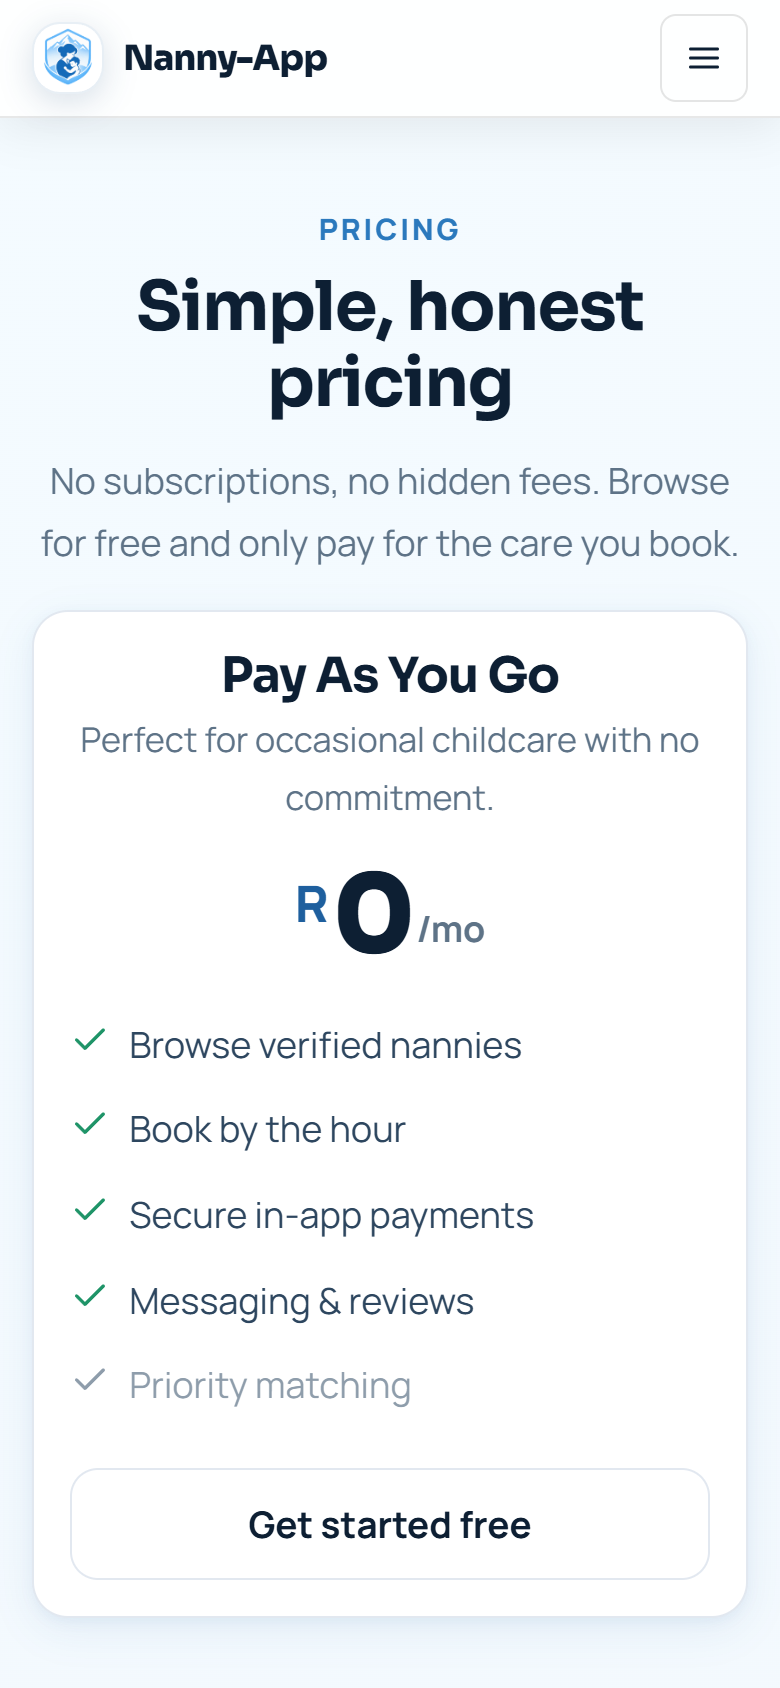 Nanny-App
PRICING
Simple, honest
pricing
No subscriptions, no hidden fees. Browse
for free and only pay for the care you book.
Pay As You Go
Perfect for occasional childcare with no
commitment.
R0/mo
Browse verified nannies
Book by the hour
Secure in-app payments
Messaging & reviews
Priority matching
Get started free